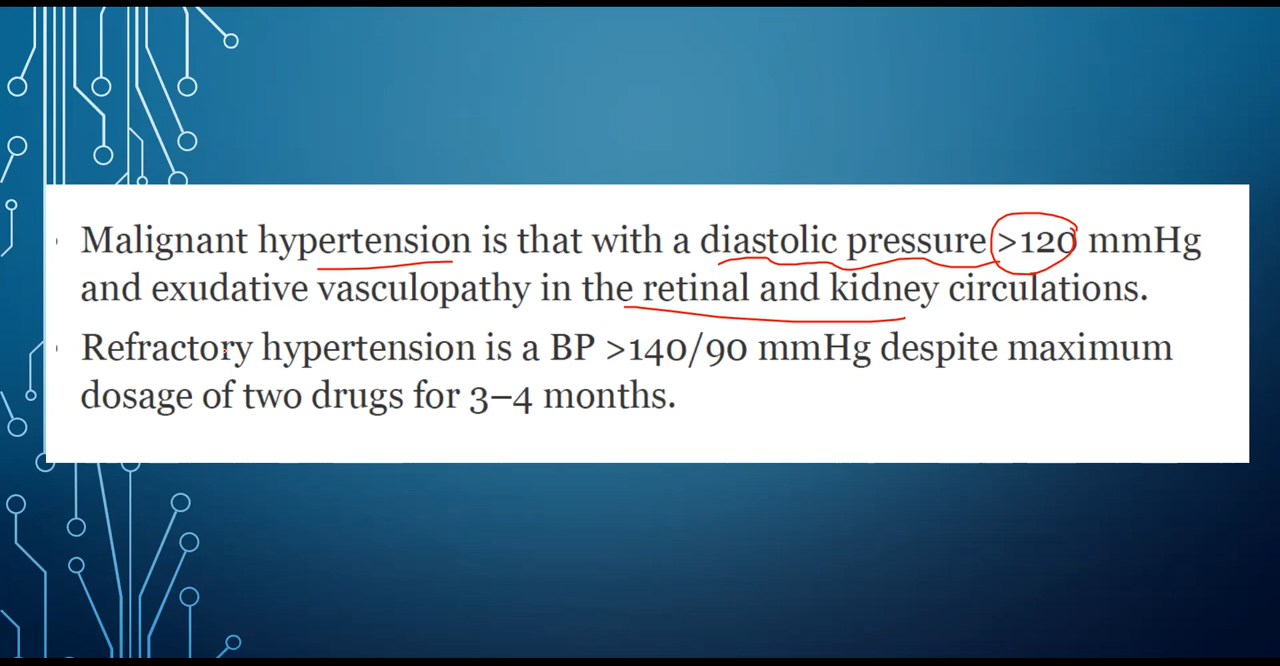 Malignant hypertension is that with a diastolic pressure >120 mmHg
and exudative vasculopathy in the retinal and kidney circulations.
Refractory hypertension is a BP >140/90 mmHg despite maximum
dosage of two drugs for 3–4 months.